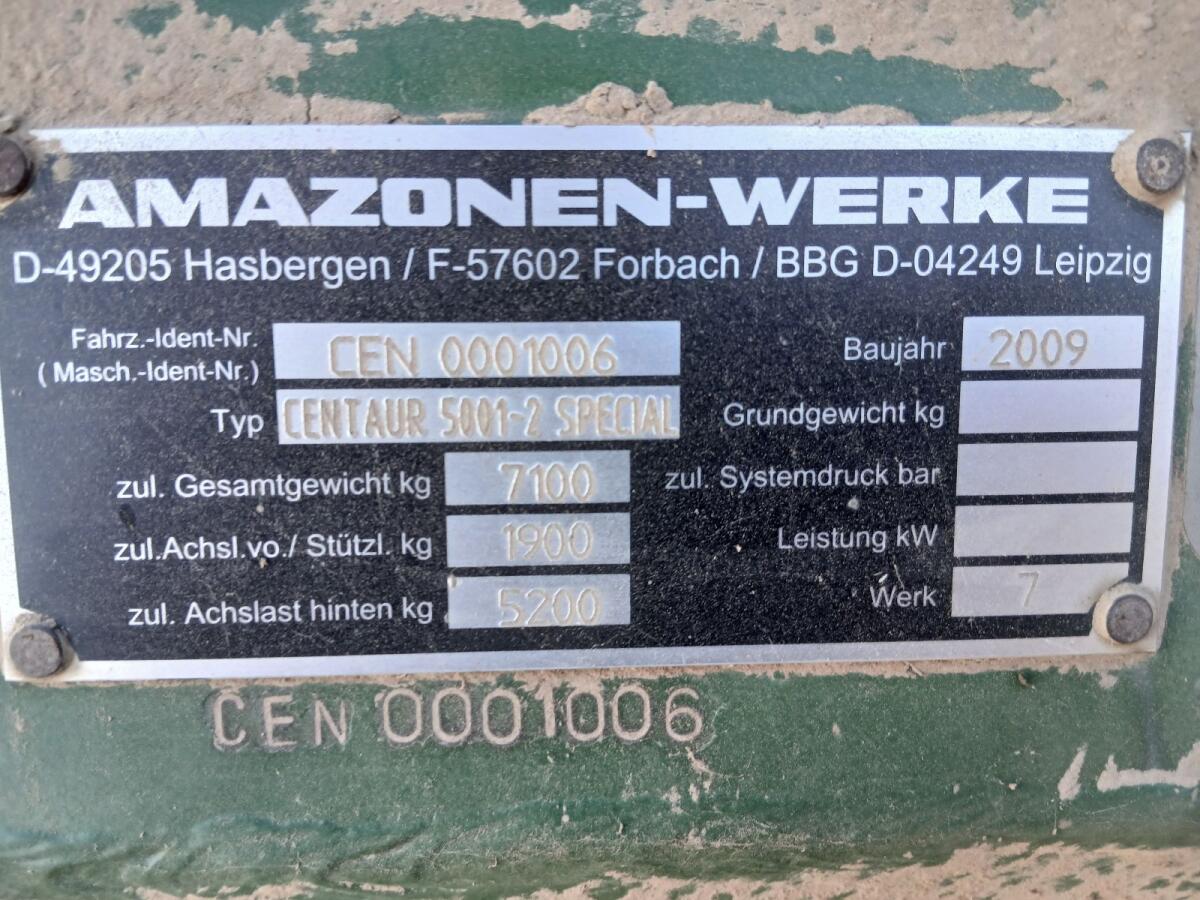 AMAZONEN-WERKE
D-49205 Hasbergen / F-57602 Forbach / BBG D-04249 Leipzig
Fahrz.-Ident-Nr. CEN 0001006 Baujahr 2009
( Masch.-Ident-Nr.)
Typ CENTAUR 5001-2 SPECIAL Grundgewicht kg
zul. Gesamtgewicht kg 7100 zul. Systemdruck bar
zul.Achsl.vo./ Stützl. kg 1900 Leistung kW
zul. Achslast hinten kg 5200 Werk 7
CEN 0001006